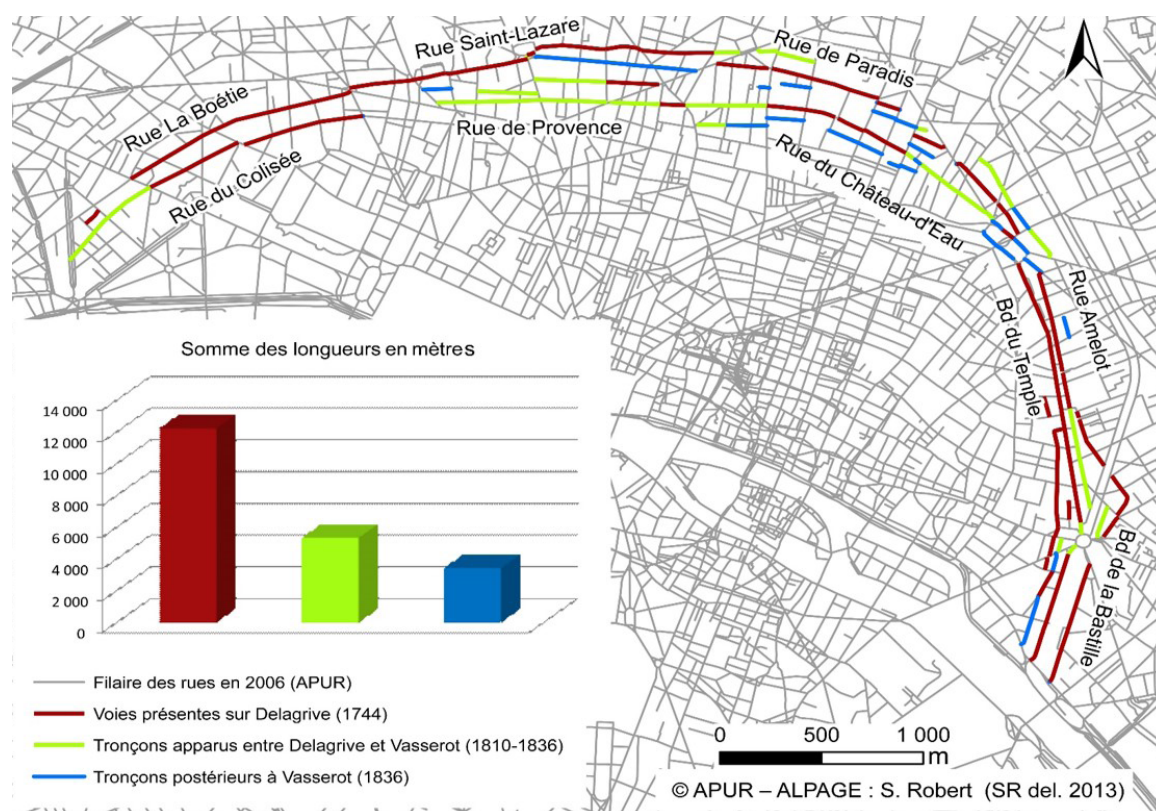 Rue Saint-Lazare
Rue de Paradis
Rue La Boétie
Rue de Provence
Rue du Colisée
Rue du Château-d'Eau
Rue Amelot
Bd du Temple
Bd de la Bastille
Somme des longueurs en mètres
14 000
12 000
10 000
8 000
6 000
4 000
2 000
0
Filaire des rues en 2006 (APUR)
Voies présentes sur Delagrive (1744)
Tronçons apparus entre Delagrive et Vasserot (1810-1836)
Tronçons postérieurs à Vasserot (1836)
0 500 1 000
m
© APUR – ALPAGE : S. Robert (SR del. 2013)